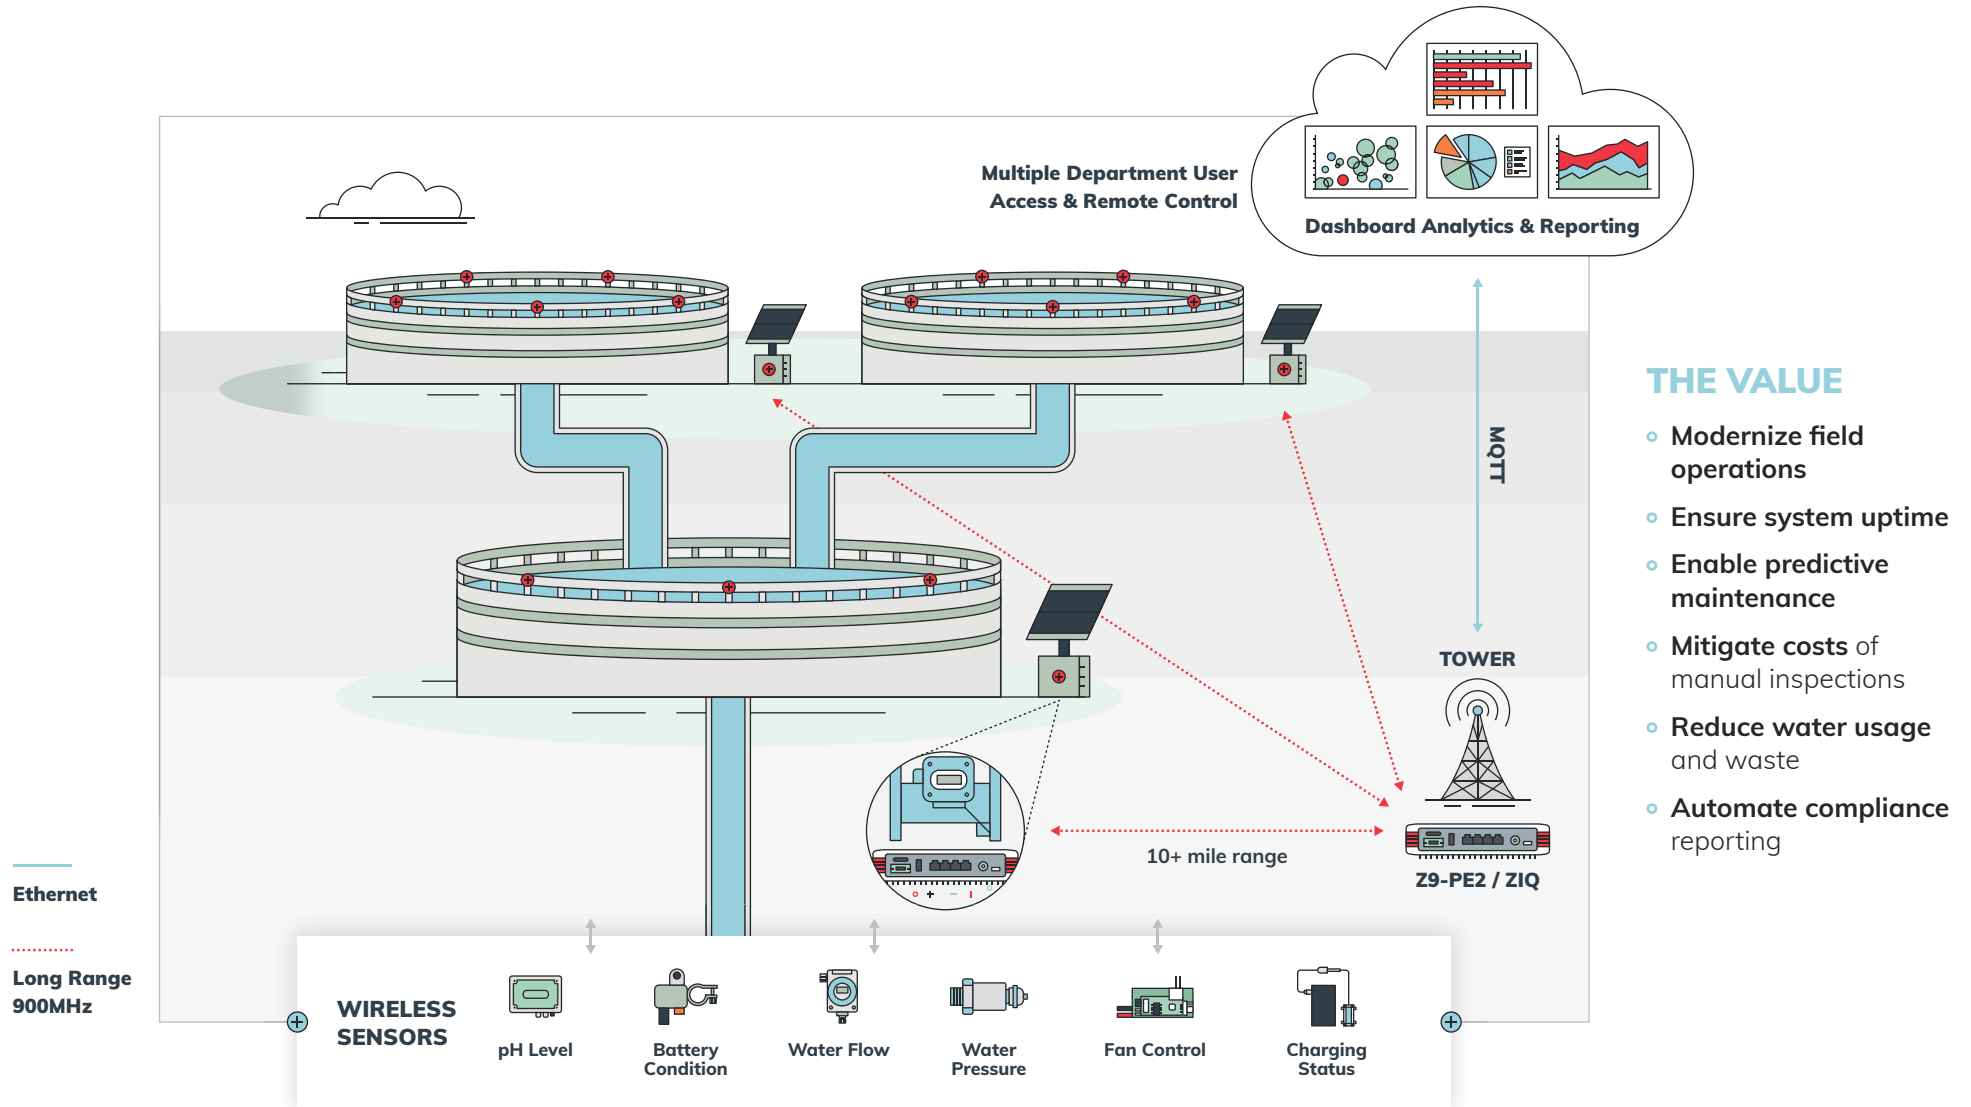 Multiple Department User
Access & Remote Control
Dashboard Analytics & Reporting
MQTT
TOWER
10+ mile range
Z9-PE2 / ZIQ
THE VALUE
Modernize field
operations
Ensure system uptime
Enable predictive
maintenance
Mitigate costs of
manual inspections
Reduce water usage
and waste
Automate compliance
reporting
Ethernet
Long Range
900MHz
WIRELESS
SENSORS
pH Level
Battery
Condition
Water Flow
Water
Pressure
Fan Control
Charging
Status